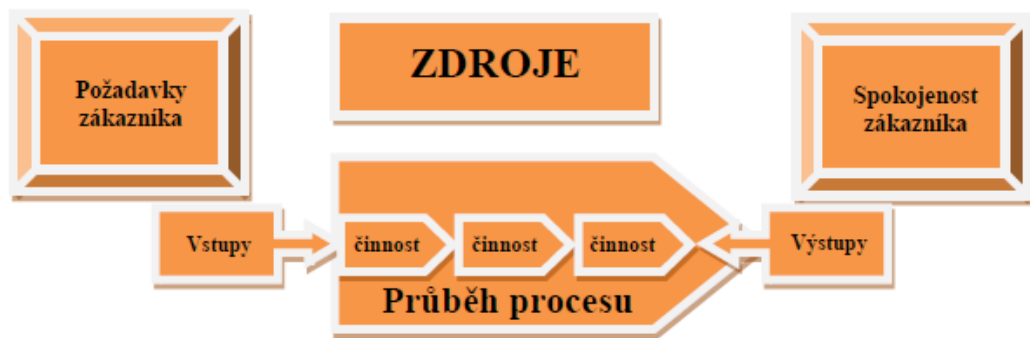 Požadavky
zákazníka
ZDROJE
Spokojenost
zákazníka
Vstupy
činnost
činnost
činnost
Výstupy
Průběh procesu